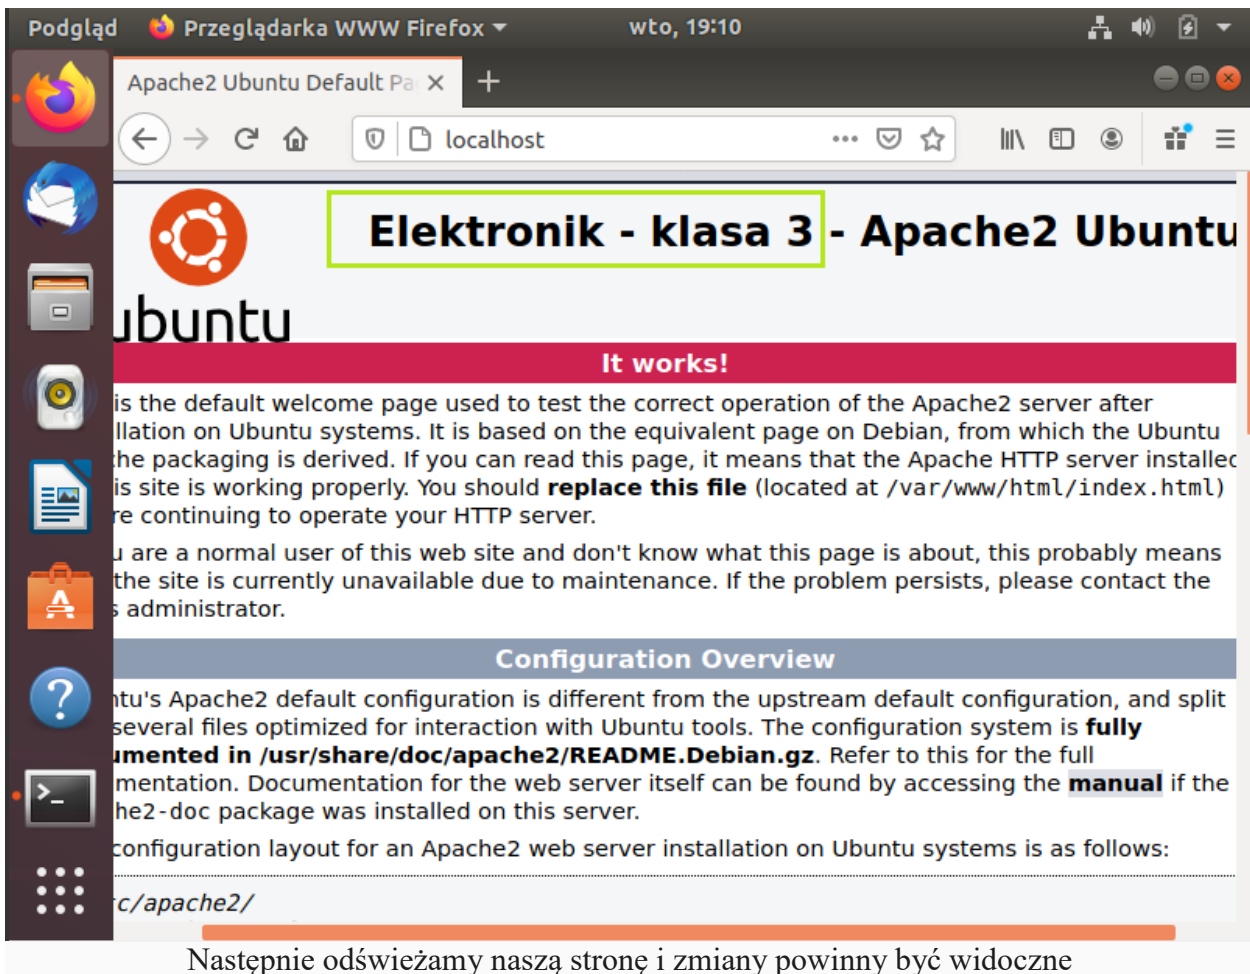 Podgląd Przeglądarka WWW Firefox wto, 19:10
Apache2 Ubuntu Default Pa
localhost
Elektronik - klasa 3 - Apache2 Ubuntu
ubuntu
It works!
is the default welcome page used to test the correct operation of the Apache2 server after
llation on Ubuntu systems. It is based on the equivalent page on Debian, from which the Ubuntu
he packaging is derived. If you can read this page, it means that the Apache HTTP server installed
is site is working properly. You should replace this file (located at /var/www/html/index.html)
re continuing to operate your HTTP server.
u are a normal user of this web site and don't know what this page is about, this probably means
the site is currently unavailable due to maintenance. If the problem persists, please contact the
s administrator.
Configuration Overview
ntu's Apache2 default configuration is different from the upstream default configuration, and split
several files optimized for interaction with Ubuntu tools. The configuration system is fully
umented in /usr/share/doc/apache2/README.Debian.gz. Refer to this for the full
mentation. Documentation for the web server itself can be found by accessing the manual if the
he2-doc package was installed on this server.
configuration layout for an Apache2 web server installation on Ubuntu systems is as follows:
c/apache2/
Następnie odświeżamy naszą stronę i zmiany powinny być widoczne